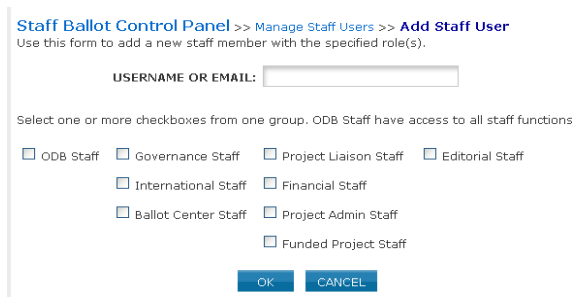 Staff Ballot Control Panel >> Manage Staff Users >> Add Staff User
Use this form to add a new staff member with the specified role(s).
USERNAME OR EMAIL:
Select one or more checkboxes from one group. ODB Staff have access to all staff functions
ODB Staff Governance Staff Project Liaison Staff Editorial Staff
International Staff Financial Staff
Ballot Center Staff Project Admin Staff
Funded Project Staff
OK CANCEL